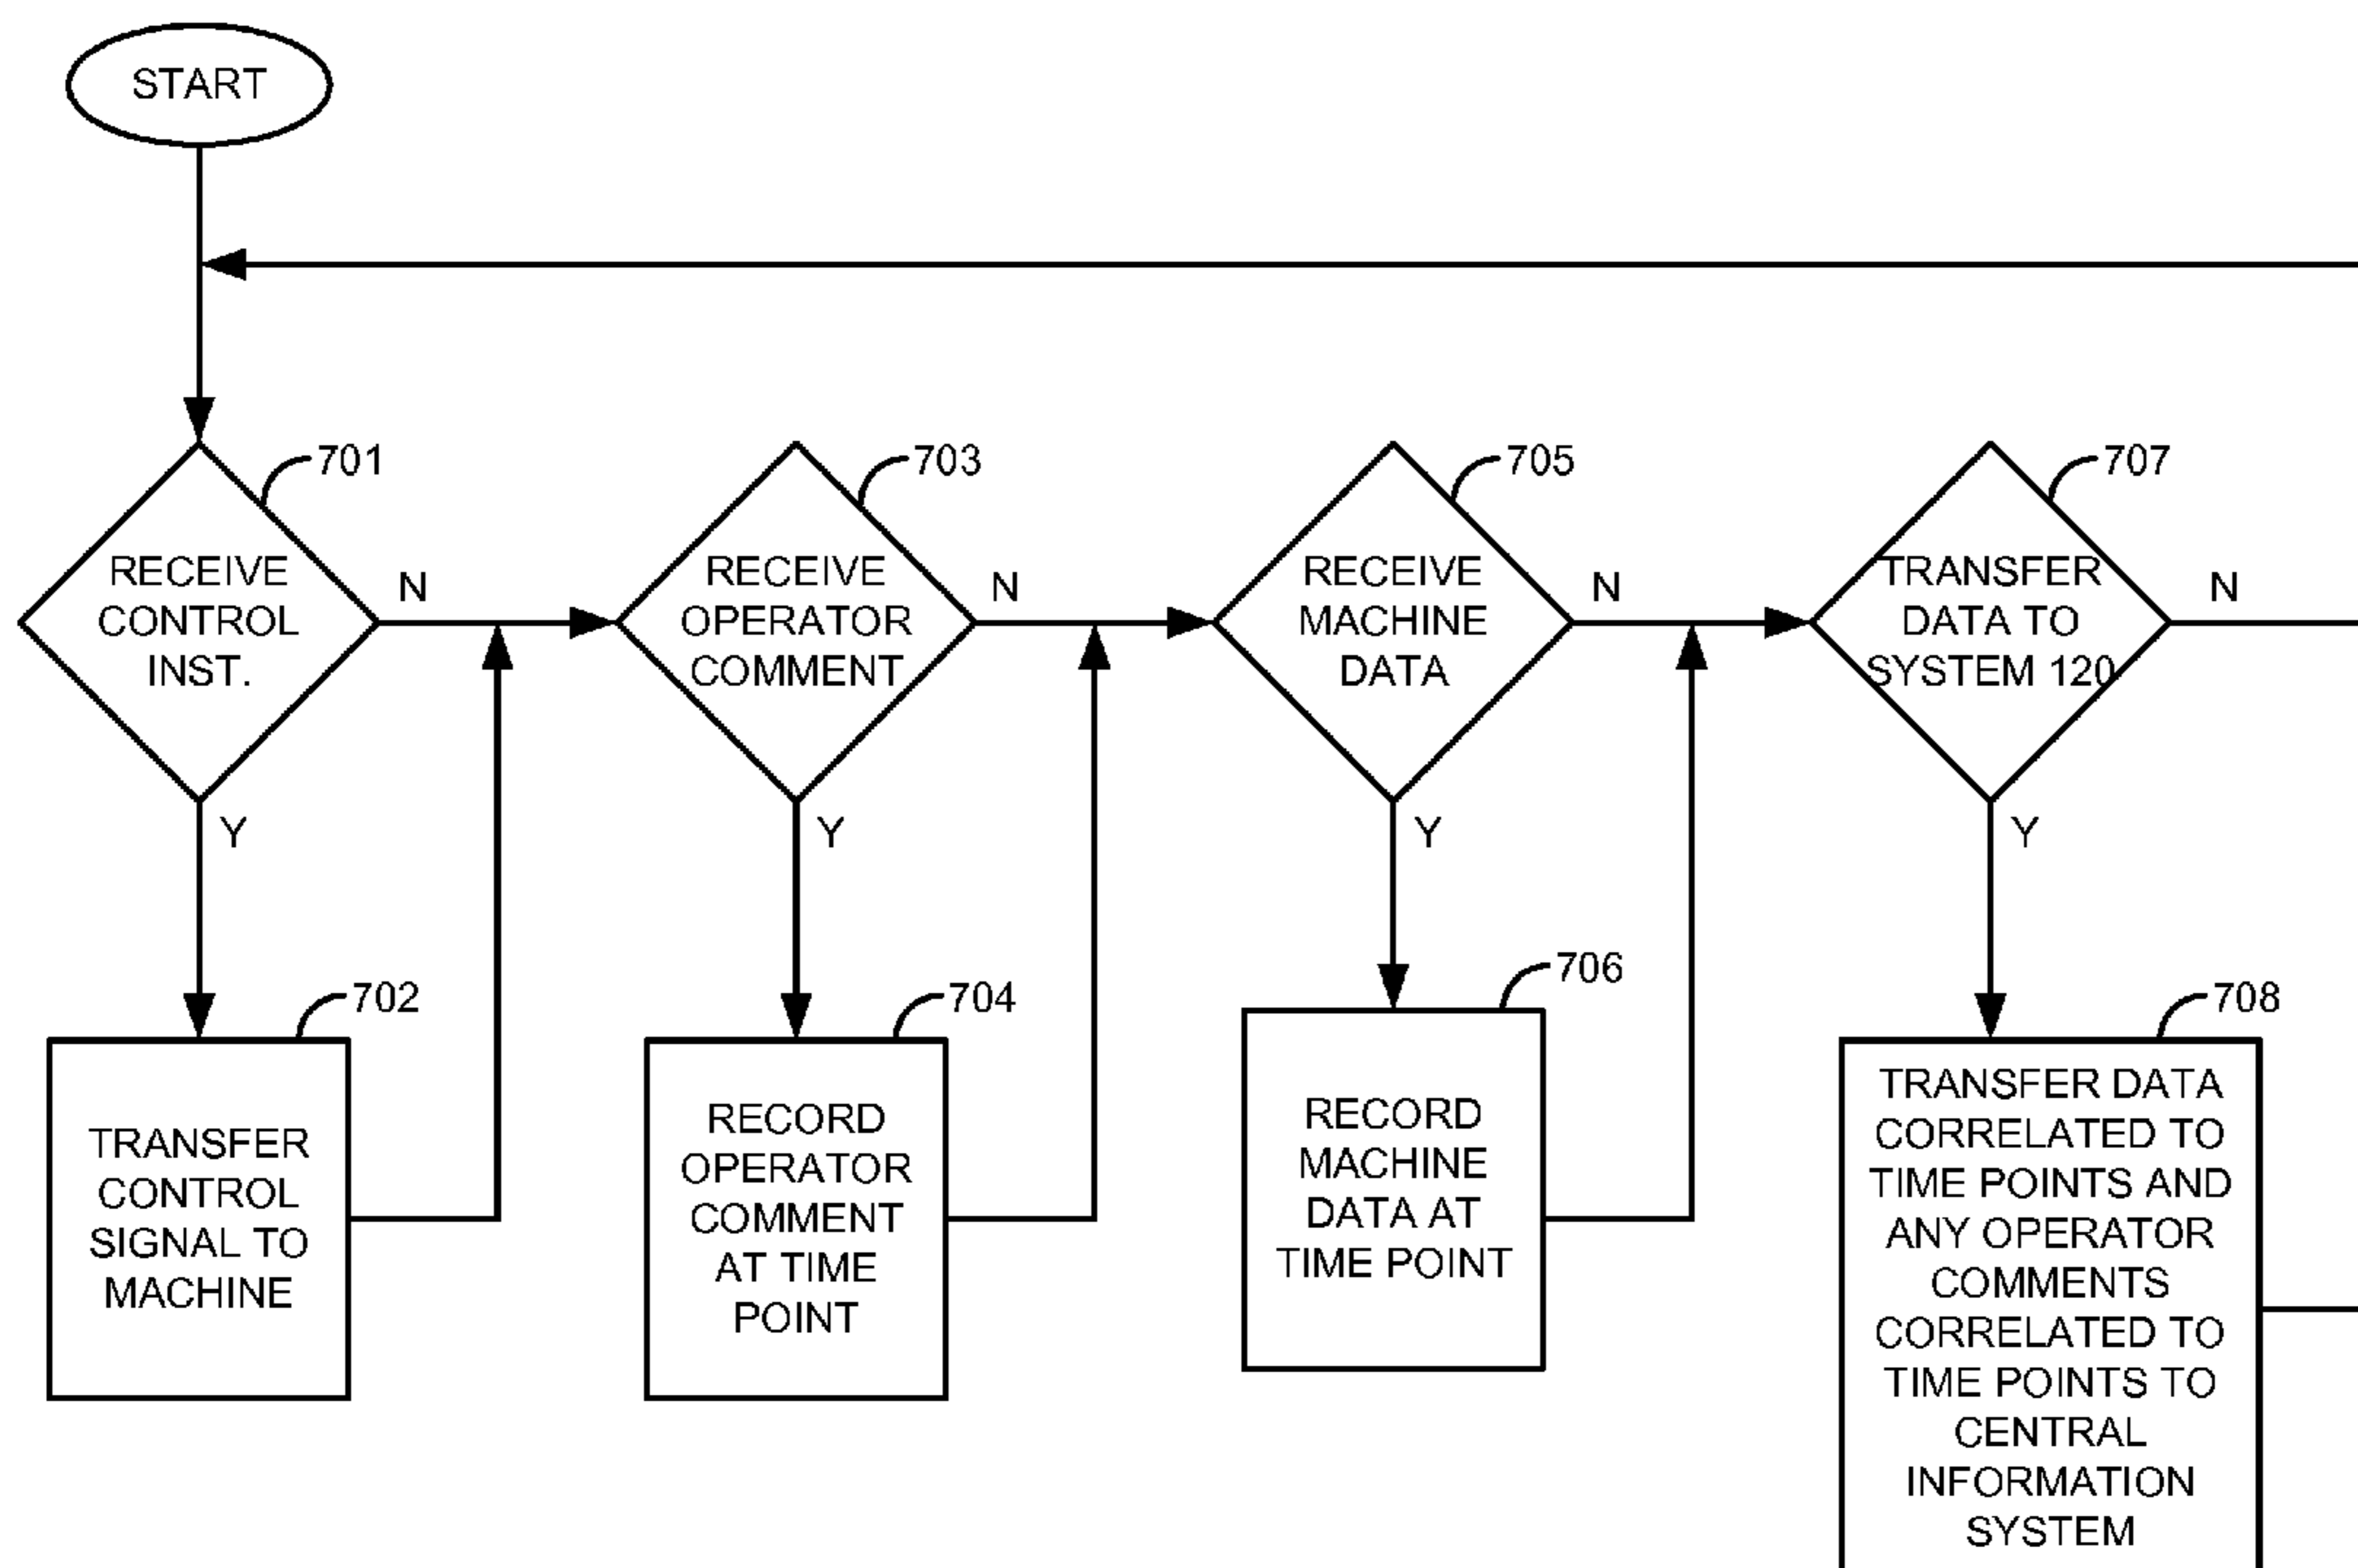 START
701
RECEIVE
CONTROL
INST.
N
Y
702
TRANSFER
CONTROL
SIGNAL TO
MACHINE
703
RECEIVE
OPERATOR
COMMENT
N
Y
704
RECORD
OPERATOR
COMMENT
AT TIME
POINT
705
RECEIVE
MACHINE
DATA
N
Y
706
RECORD
MACHINE
DATA AT
TIME POINT
707
TRANSFER
DATA TO
SYSTEM 120
N
Y
708
TRANSFER DATA
CORRELATED TO
TIME POINTS AND
ANY OPERATOR
COMMENTS
CORRELATED TO
TIME POINTS TO
CENTRAL
INFORMATION
SYSTEM